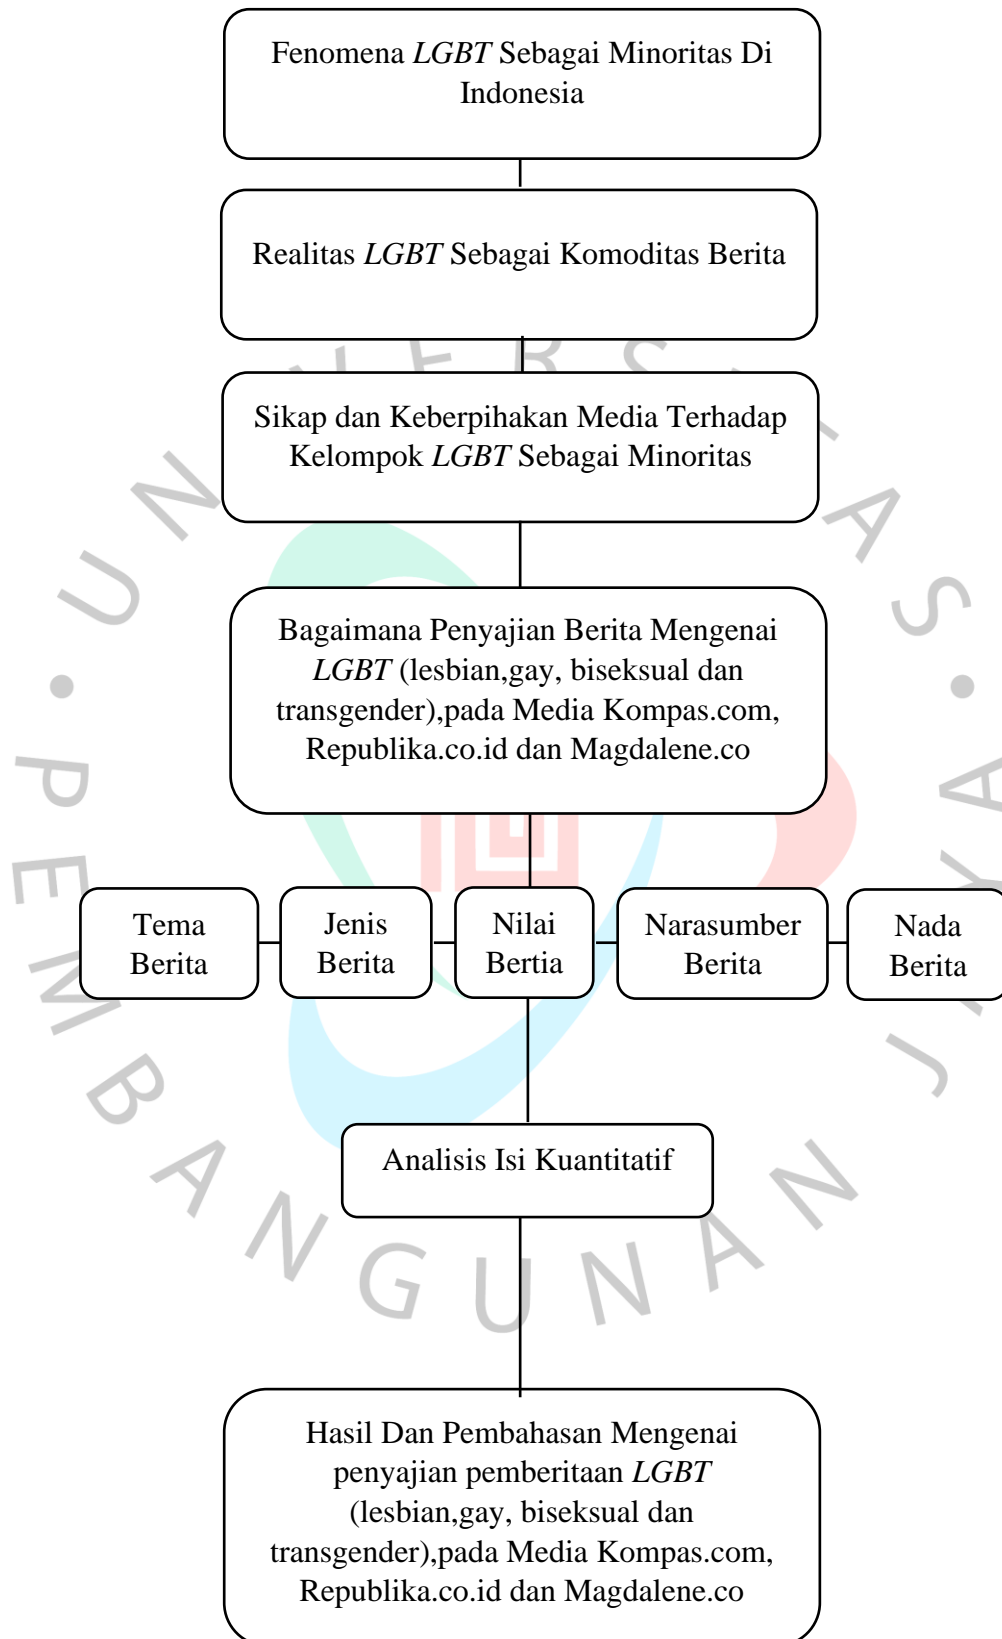 Fenomena LGBT Sebagai Minoritas Di
Indonesia
Realitas LGBT Sebagai Komoditas Berita
Sikap dan Keberpihakan Media Terhadap
Kelompok LGBT Sebagai Minoritas
Bagaimana Penyajian Berita Mengenai
LGBT (lesbian,gay, biseksual dan
transgender),pada Media Kompas.com,
Republika.co.id dan Magdalene.co
Tema
Berita
Jenis
Berita
Nilai
Bertia
Narasumber
Berita
Nada
Berita
Analisis Isi Kuantitatif
Hasil Dan Pembahasan Mengenai
penyajian pemberitaan LGBT
(lesbian,gay, biseksual dan
transgender),pada Media Kompas.com,
Republika.co.id dan Magdalene.co
UNIVERSITAS
PEMBANGUNAN JAYA